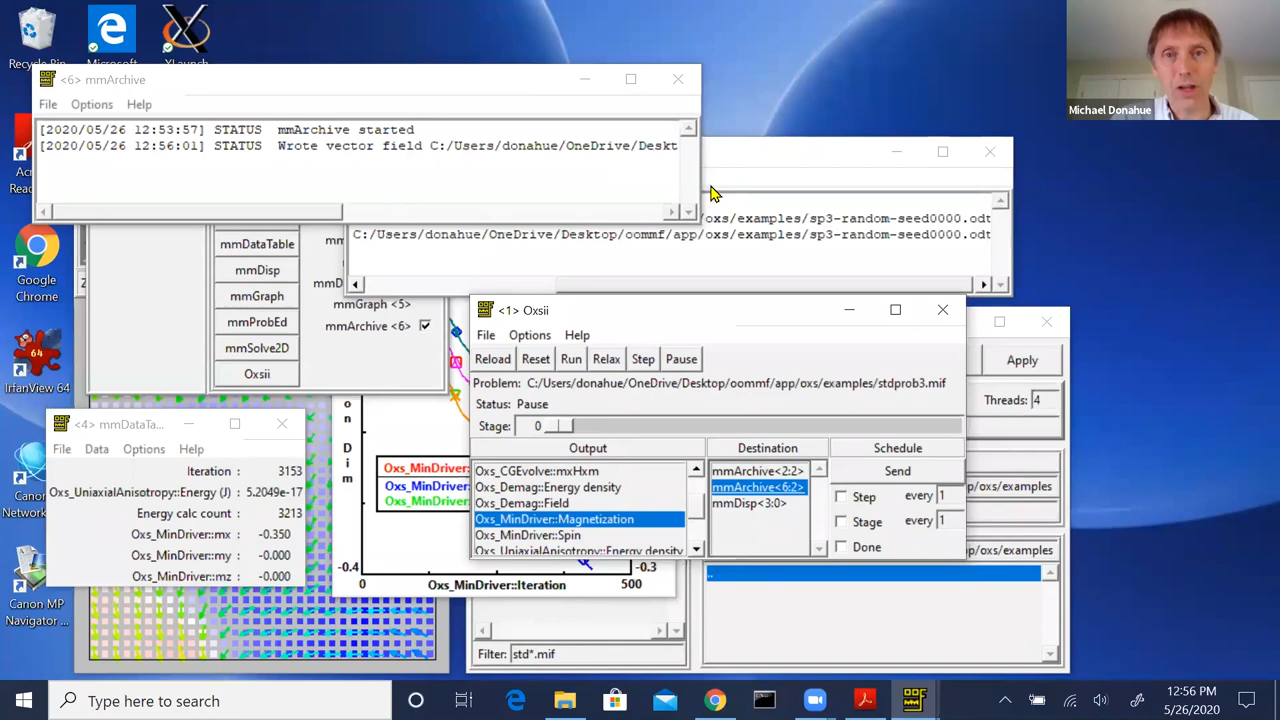 Recycle Bin
Microsoft
XLaunch
Michael Donahue
<6> mmArchive
File Options Help
[2020/05/26 12:53:57] STATUS mmArchive started
[2020/05/26 12:56:01] STATUS Wrote vector field C:/Users/donahue/OneDrive/Deskt
/oxs/examples/sp3-random-seed0000.odt
C:/Users/donahue/OneDrive/Desktop/oommf/app/oxs/examples/sp3-random-seed0000.odt
Google
Chrome
IrfanView 64
Canon MP
Navigator ...
mmDataTable
mmDisp
mmGraph
mmProbEd
mmSolve2D
Oxsii
mmGraph <5>
mmArchive <6>
<1> Oxsii
File Options Help
Reload Reset Run Relax Step Pause
Problem: C:/Users/donahue/OneDrive/Desktop/oommf/app/oxs/examples/stdprob3.mif
Status: Pause
Stage: 0
Output Destination Schedule
Oxs_CGEvolve::mxHxm
Oxs_Demag::Energy density
Oxs_Demag::Field
Oxs_MinDriver::Magnetization
Oxs_MinDriver::Spin
Oxs_UniaxialAnisotropy::Energy density
mmArchive<2:2>
mmArchive<6:2>
mmDisp<3:0>
Send
Step every 1
Stage every 1
Done
Apply
Threads: 4
p/oxs/examples
p/oxs/examples
..
Filter: std*.mif
<4> mmDataTa...
File Data Options Help
Iteration : 3153
Oxs_UniaxialAnisotropy::Energy (J) : 5.2049e-17
Energy calc count : 3213
Oxs_MinDriver::mx : -0.350
Oxs_MinDriver::my : -0.000
Oxs_MinDriver::mz : -0.000
Oxs_MinDriver:
Oxs_MinDriver:
Oxs_MinDriver:
-0.4
0
Oxs_MinDriver::Iteration
500
-0.3
Type here to search
12:56 PM
5/26/2020